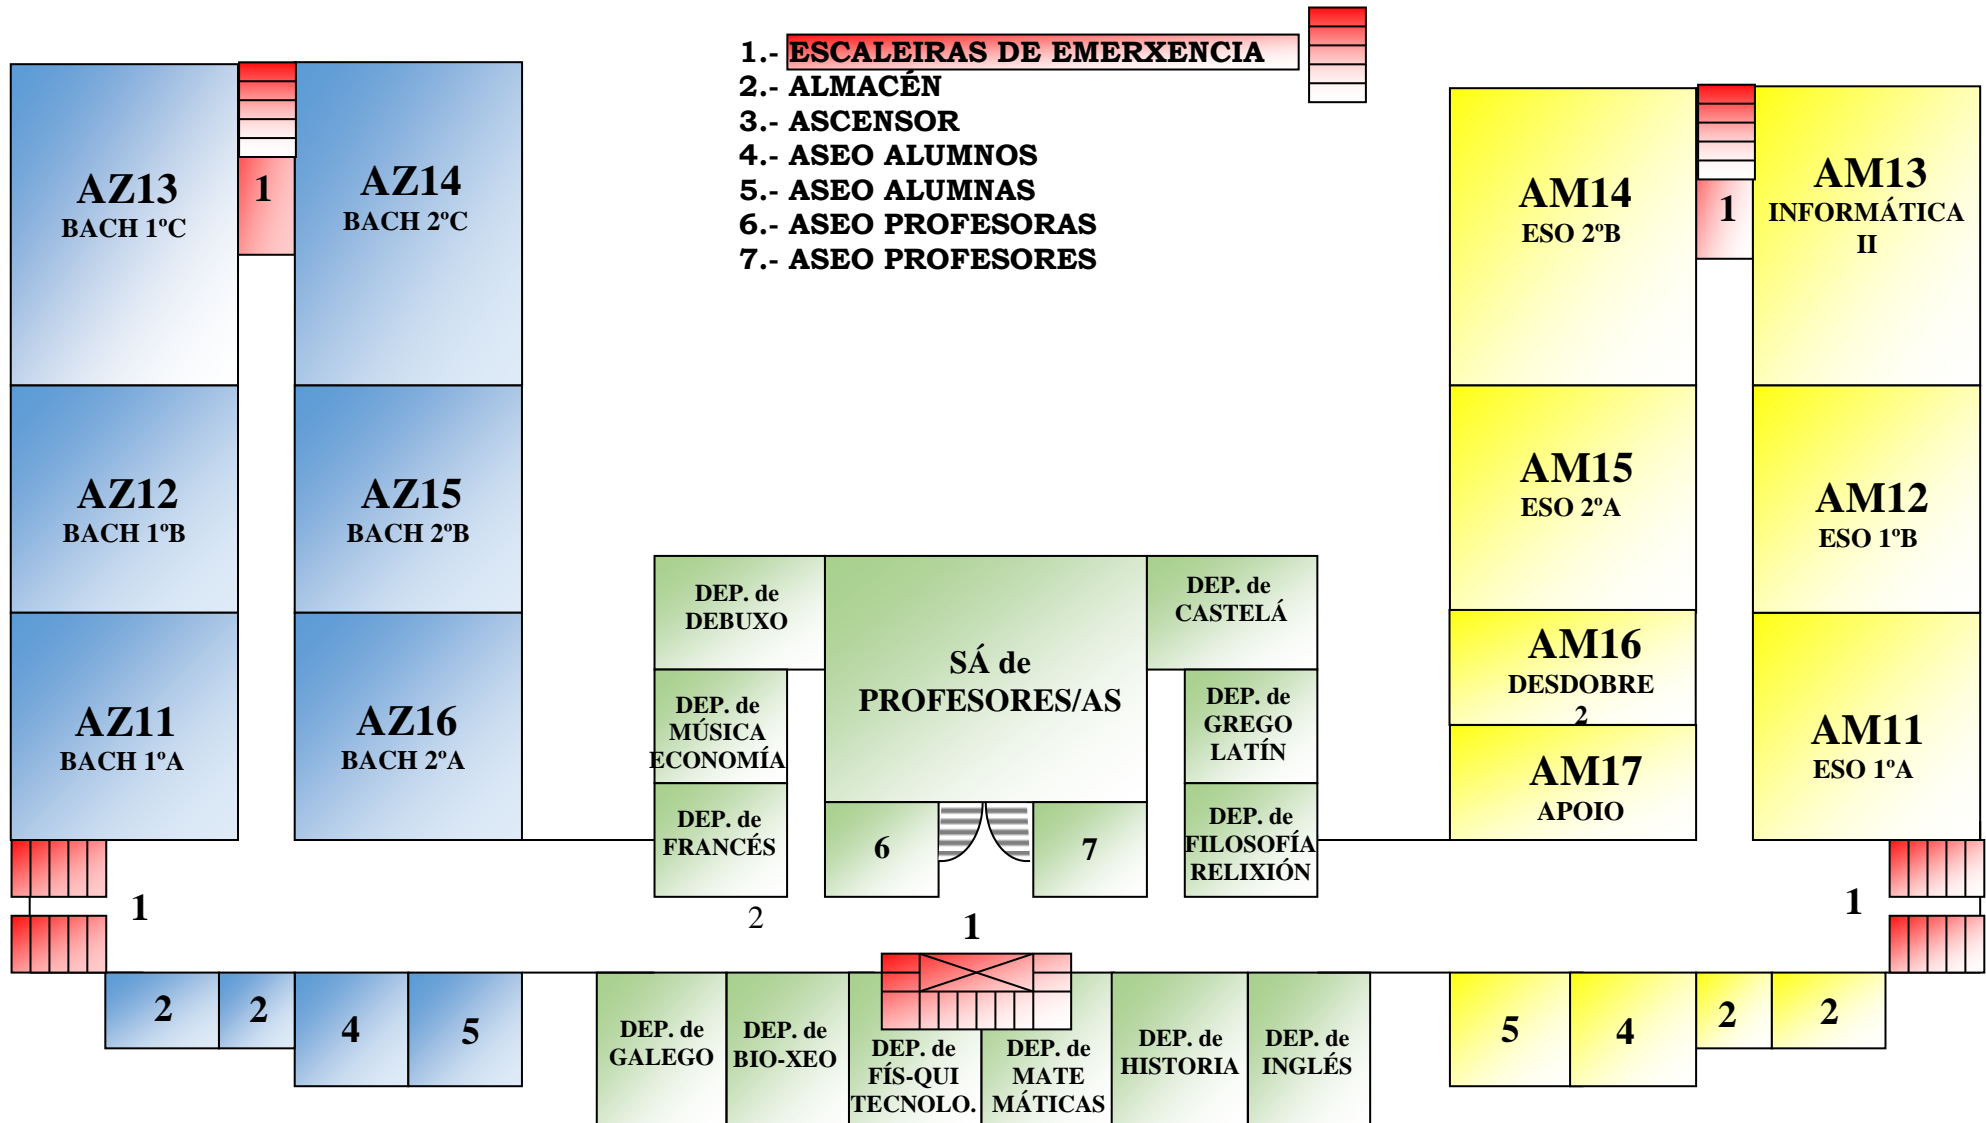 1.- ESCALEIRAS DE EMERXENCIA
2.- ALMACÉN
3.- ASCENSOR
4.- ASEO ALUMNOS
5.- ASEO ALUMNAS
6.- ASEO PROFESORAS
7.- ASEO PROFESORES
AZ13
BACH 1ºC
1
AZ14
BACH 2ºC
AM14
ESO 2ºB
1
AM13
INFORMÁTICA
II
AZ12
BACH 1ºB
AZ15
BACH 2ºB
AM15
ESO 2ºA
AM12
ESO 1ºB
AZ11
BACH 1ºA
AZ16
BACH 2ºA
DEP. de
DEBUXO
DEP. de
MÚSICA
ECONOMÍA
DEP. de
FRANCÉS
2
SÁ de
PROFESORES/AS
6
7
DEP. de
CASTELÁ
DEP. de
GREGO
LATÍN
DEP. de
FILOSOFÍA
RELIXIÓN
AM16
DESDOBRE
2
AM17
APOIO
AM11
ESO 1ºA
1
1
1
2
2
4
5
DEP. de
GALEGO
DEP. de
BIO-XEO
DEP. de
FÍS-QUI
TECNOLO.
DEP. de
MATE
MÁTICAS
DEP. de
HISTORIA
DEP. de
INGLÉS
5
4
2
2